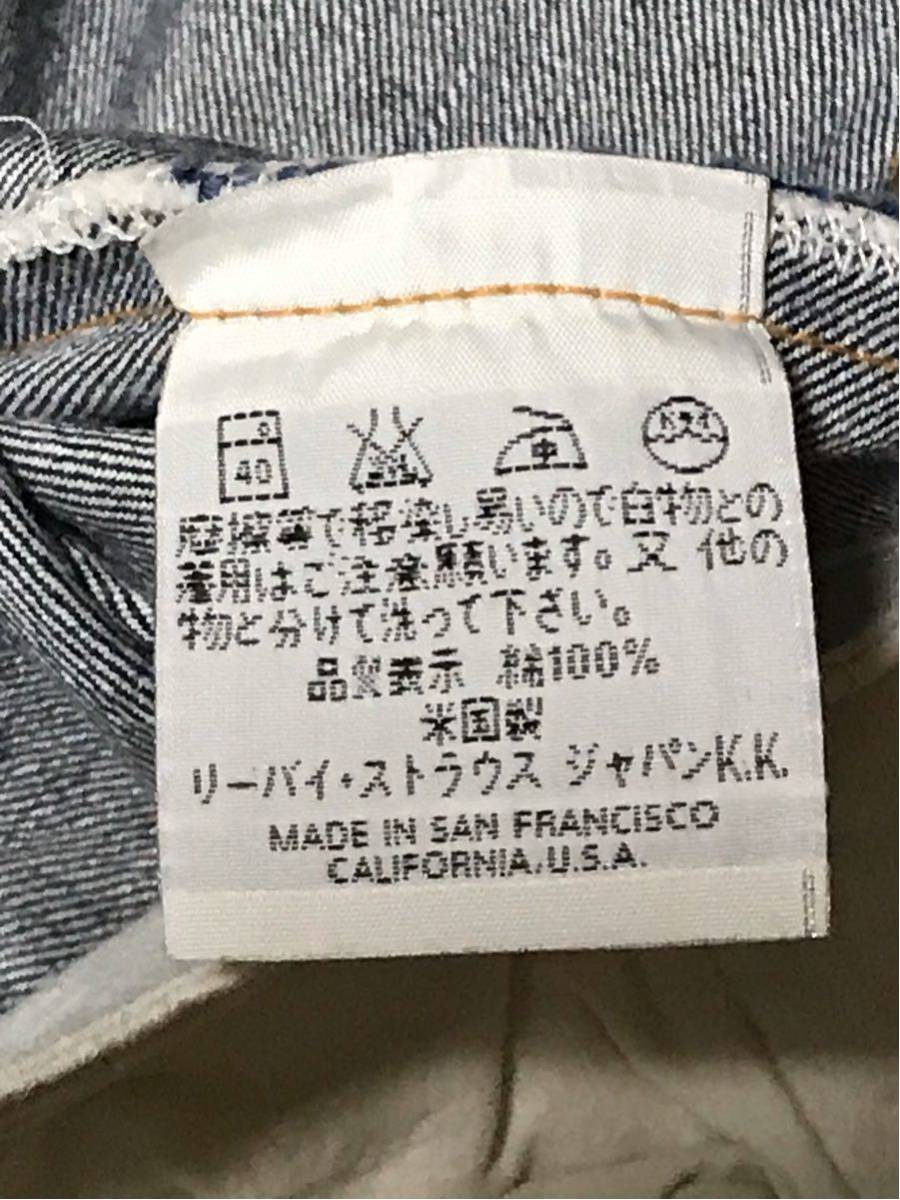 40
中
摩擦等で移染し易いので白物との
着用はご注意願います。又 他の
物と分けて洗って下さい。
品質表示 綿100%
米国製
リーバイ・ストラウス ジャパンK.K.
MADE IN SAN FRANCISCO
CALIFORNIA.U.S.A.